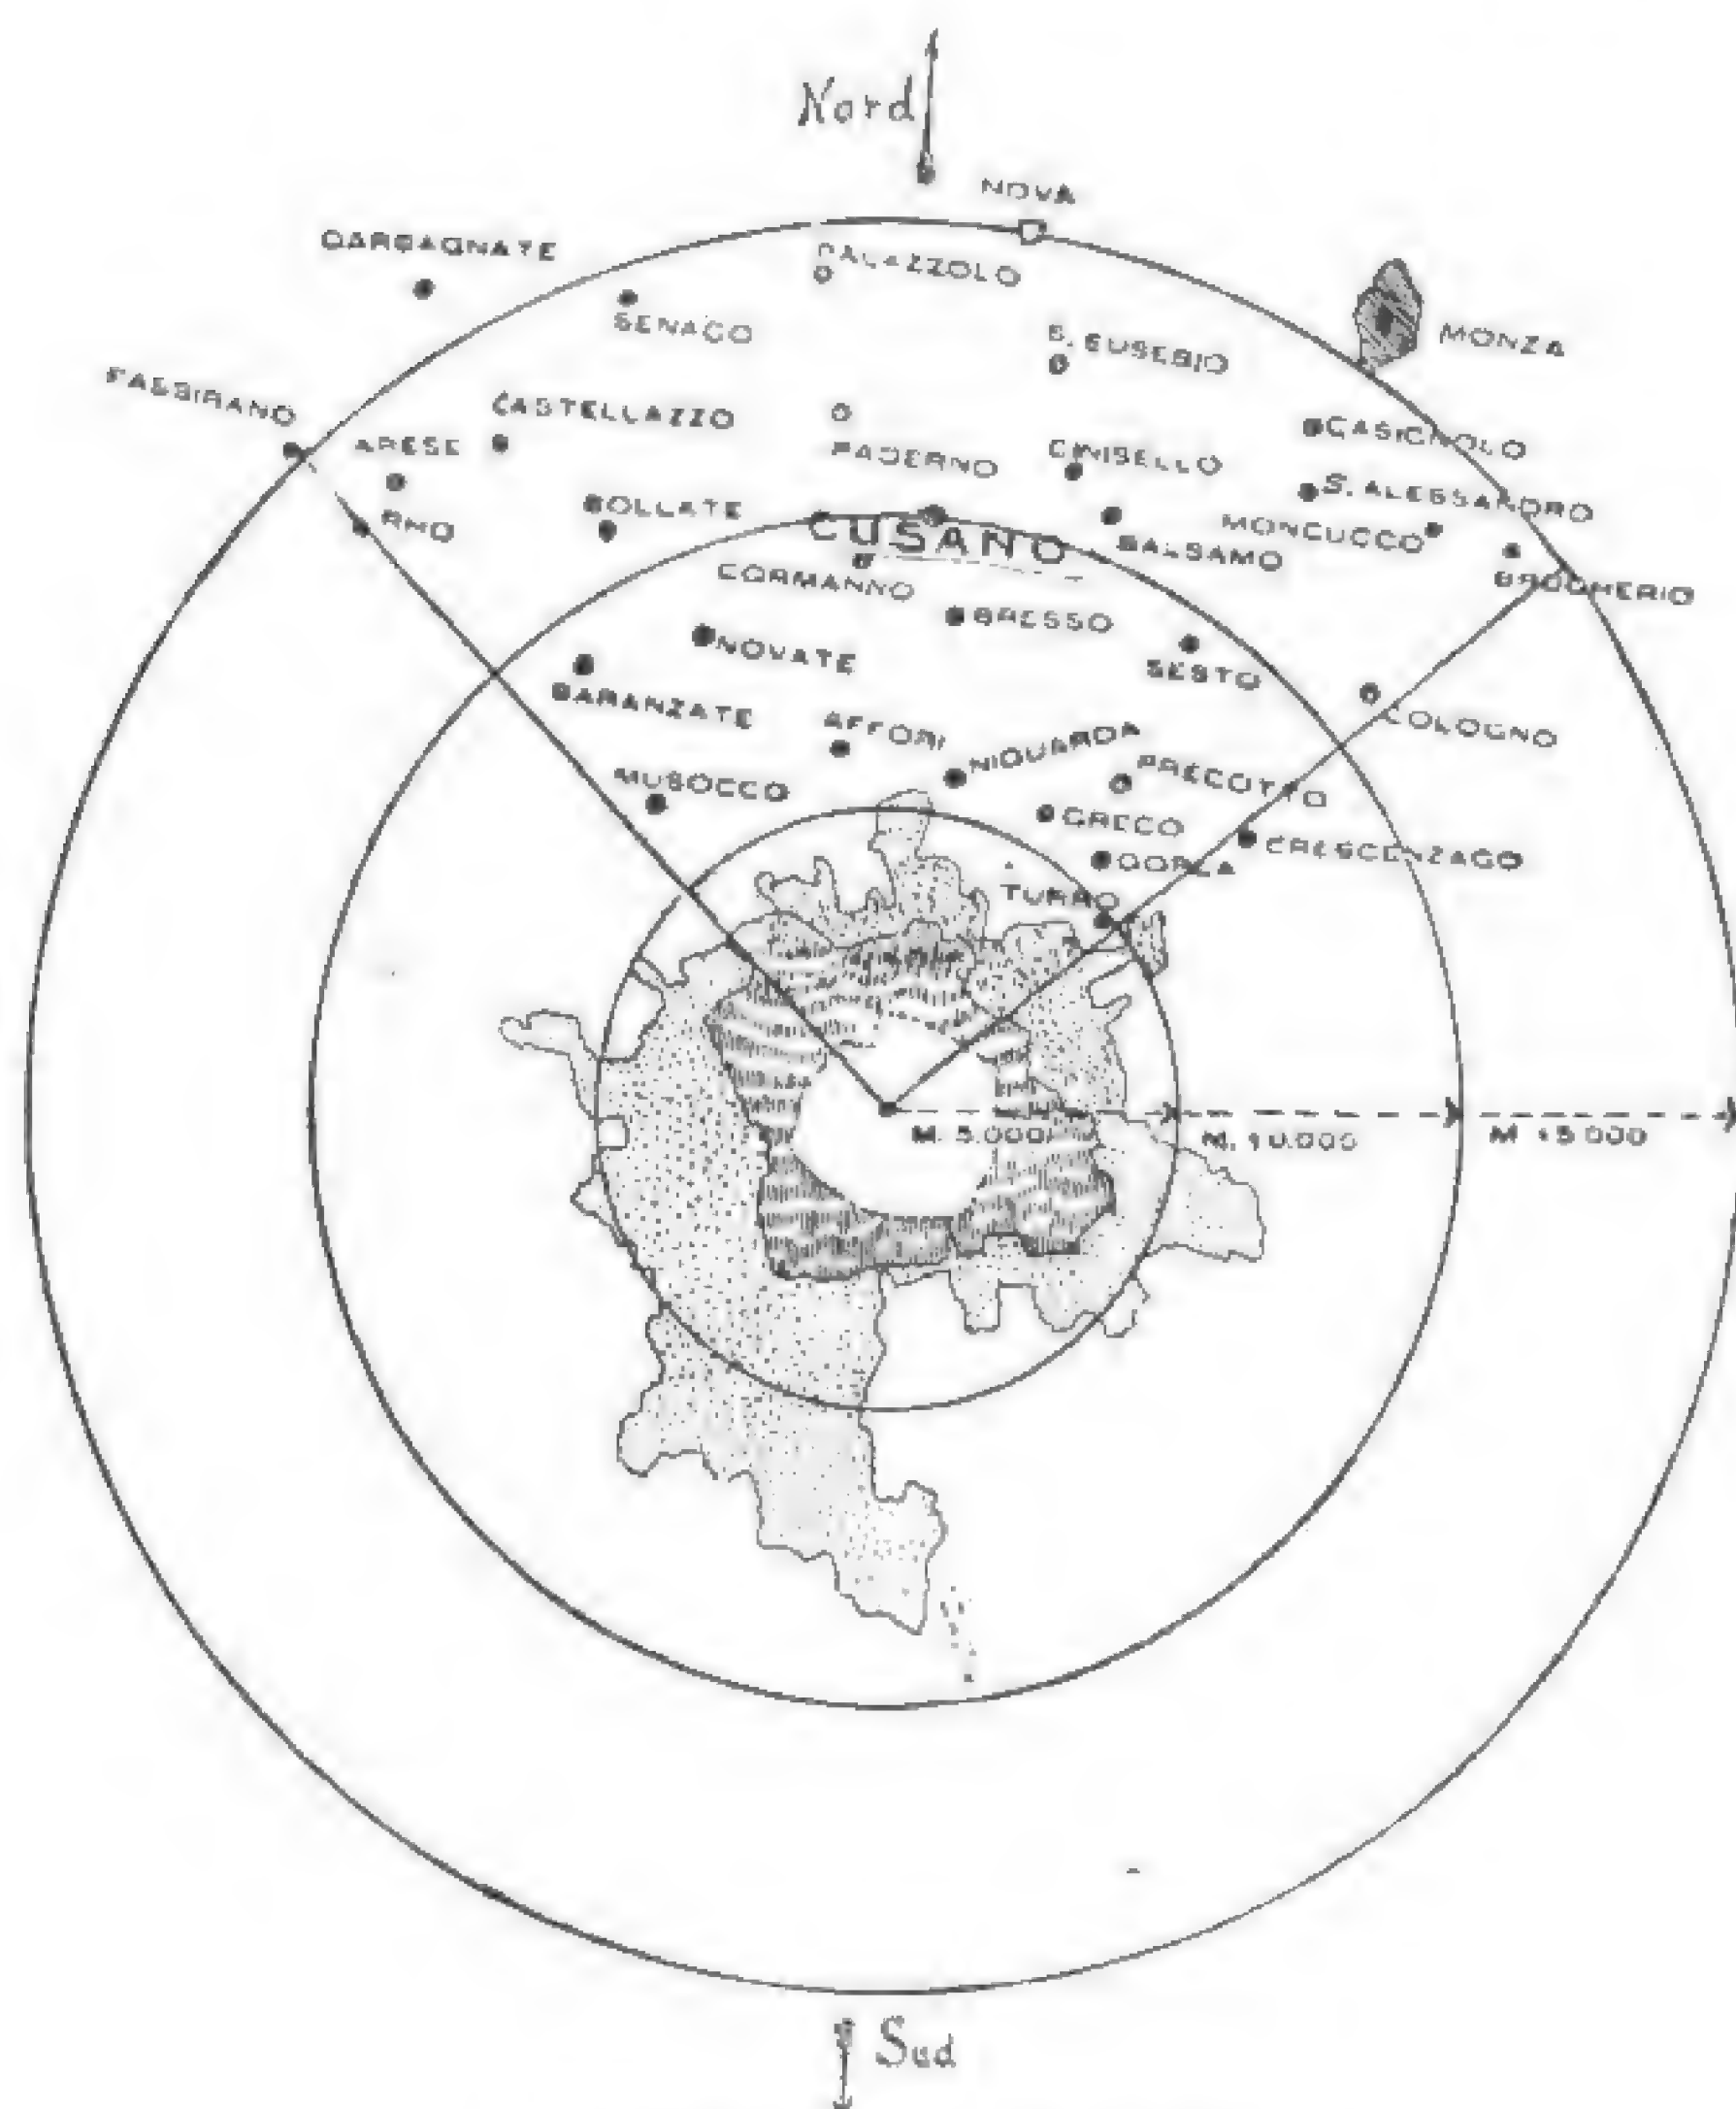 Nord
NOVA
GARBAGNATE
PALAZZOLO
SENAGO
S. EUSEBIO
MONZA
PASSIRANO
CASTELLAZZO
ARESE
PADERNO
CINISELLO
CASIGNOLO
S. ALESSANDRO
BOLLATE
RHO
CUSANO
MONCUCCO
BALSAMO
CORMANNO
BROGHERIO
BRESSO
NOVATE
SESTO
BARANZATE
COLOGNO
AFFORI
NIGUARDA
PRECOTTO
MUSOCCO
GRECO
CRESCENZAGO
GORLA
TURRO
M. 5.000
M. 10.000
M 15 000
Sud